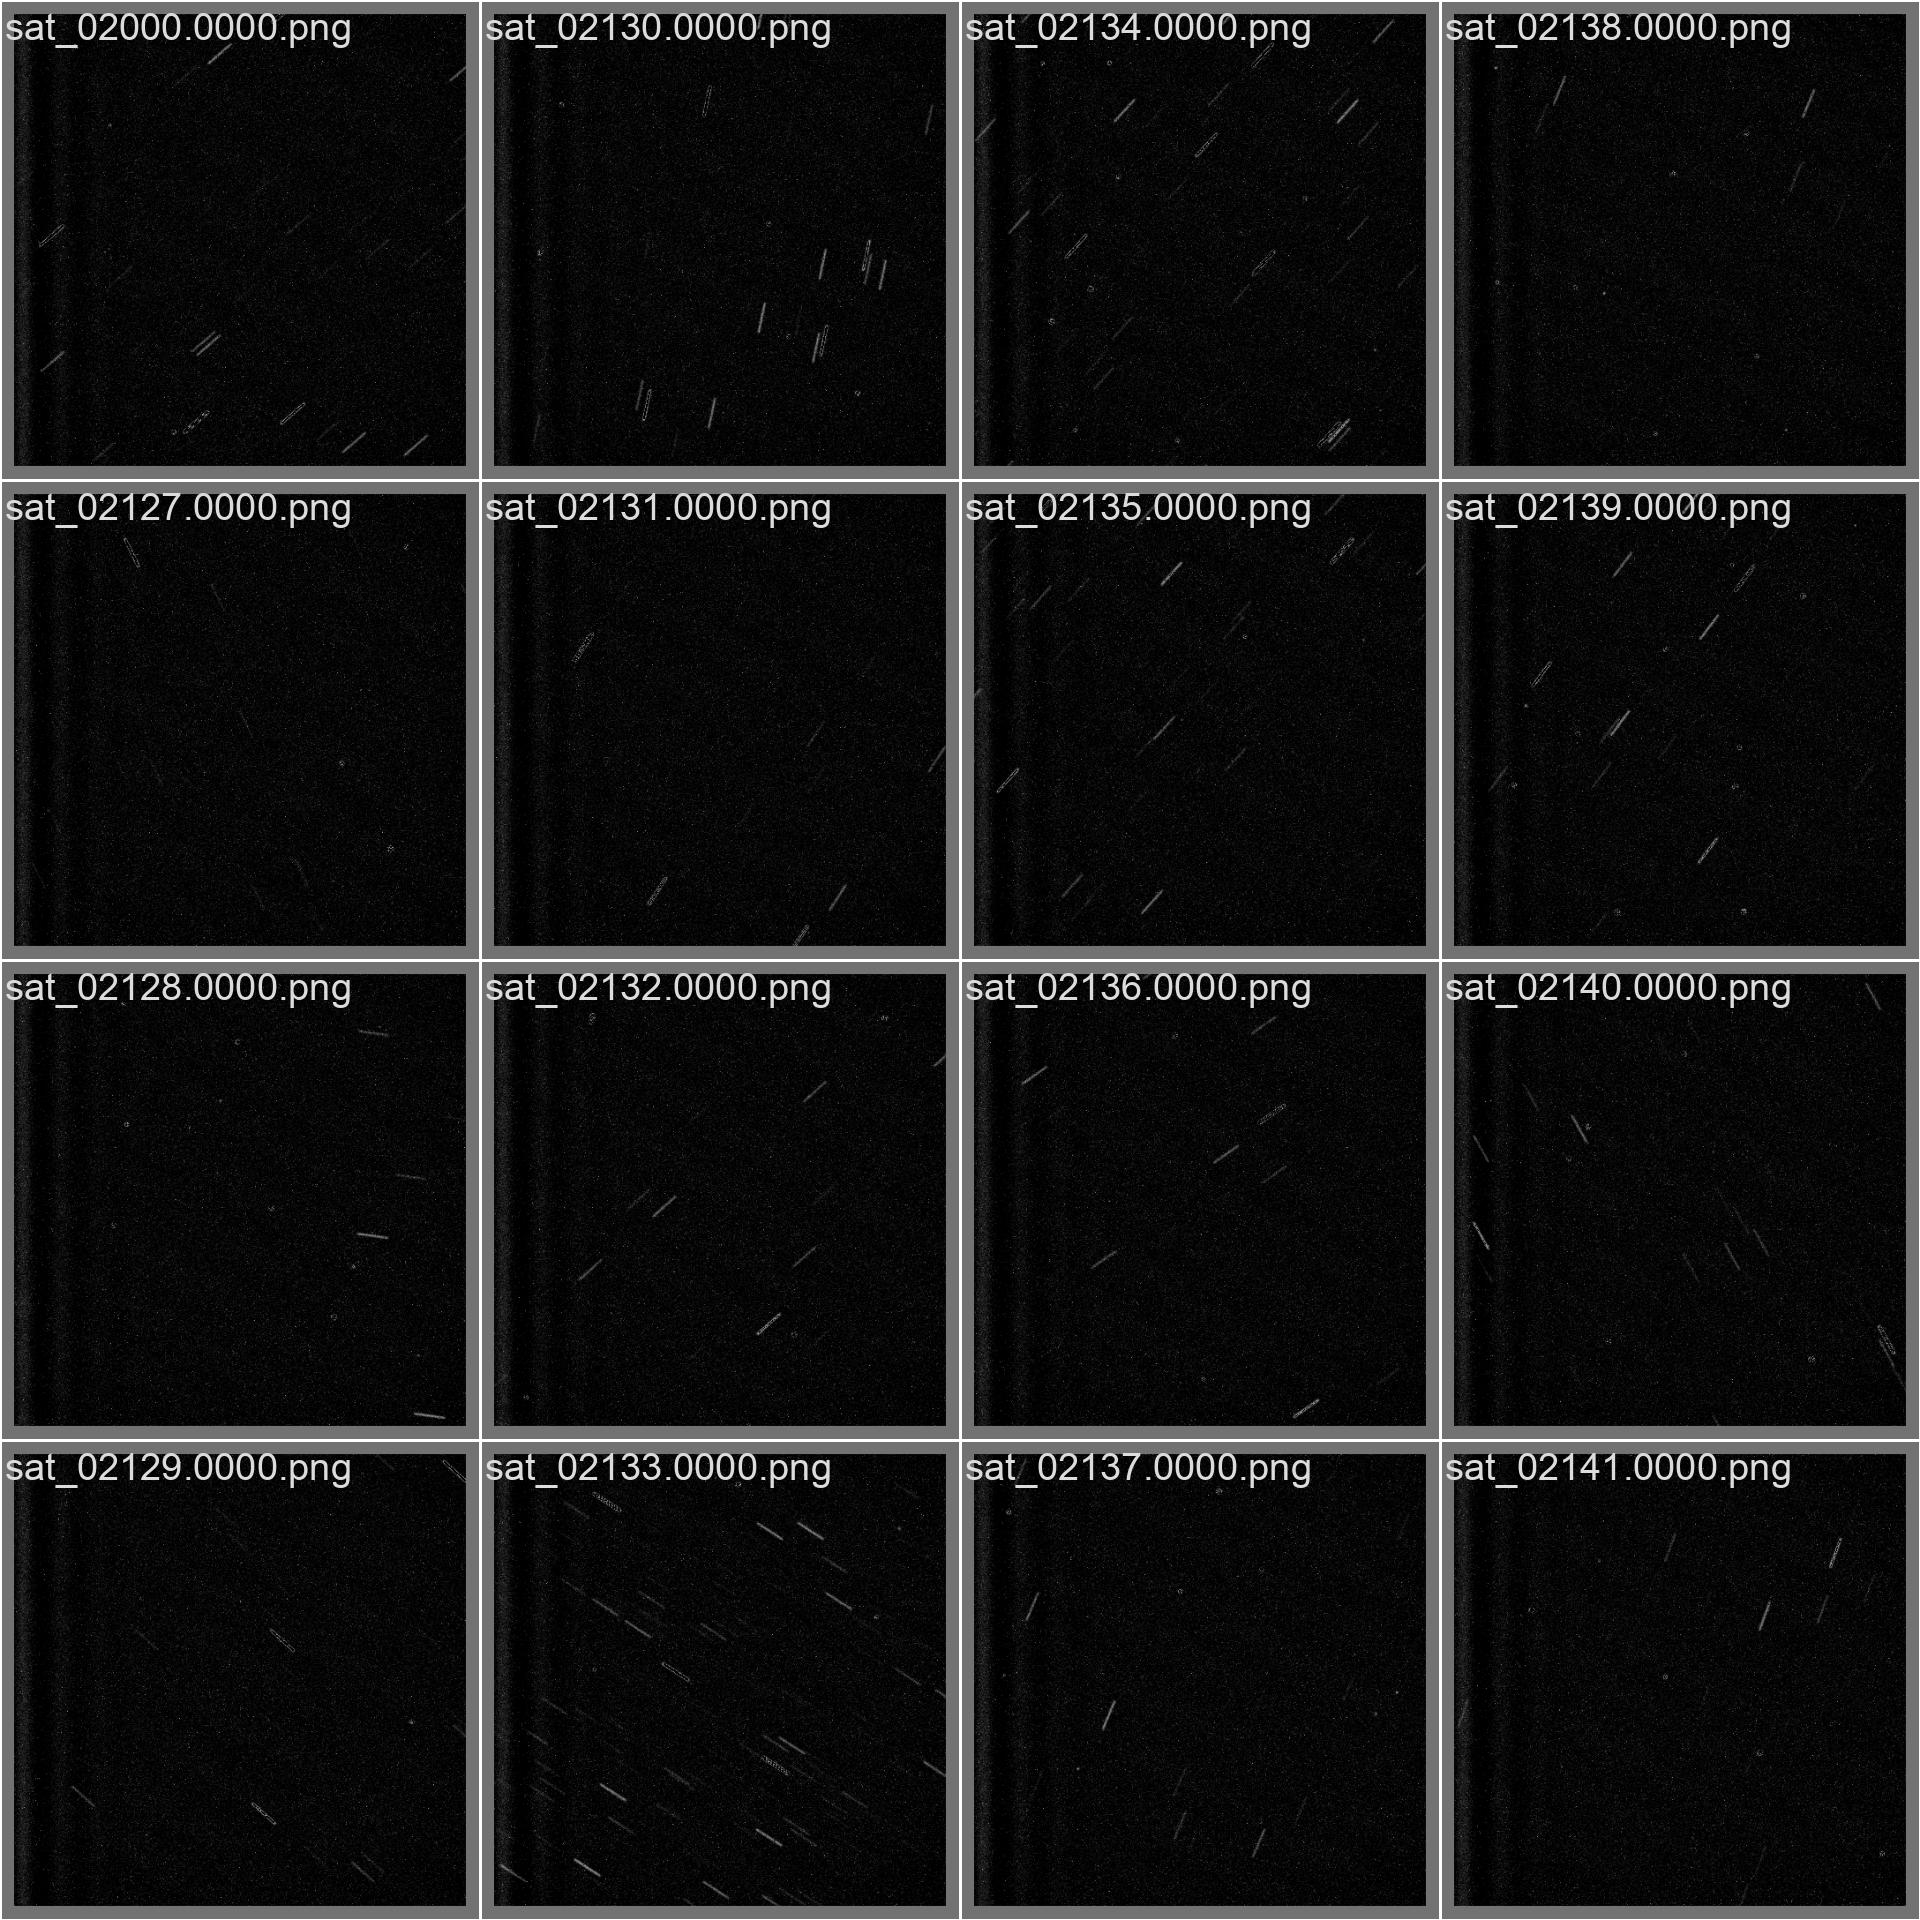 sat_02000.0000.png sat_02130.0000.png sat_02134.0000.png sat_02138.0000.png
sat_02127.0000.png sat_02131.0000.png sat_02135.0000.png sat_02139.0000.png
sat_02128.0000.png sat_02132.0000.png sat_02136.0000.png sat_02140.0000.png
sat_02129.0000.png sat_02133.0000.png sat_02137.0000.png sat_02141.0000.png